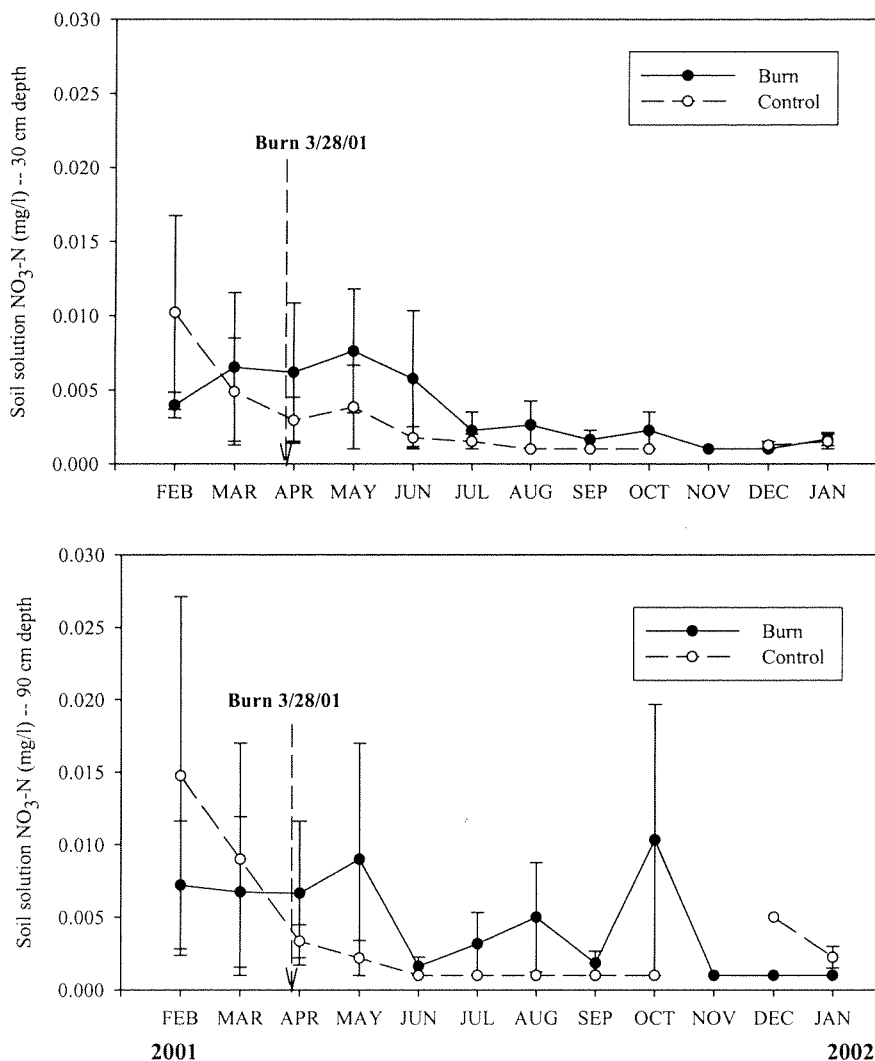 0.030
0.025
0.020
0.015
0.010
0.005
0.000
Soil solution NO3-N (mg/l) -- 30 cm depth
Burn
Control
Burn 3/28/01
FEB MAR APR MAY JUN JUL AUG SEP OCT NOV DEC JAN
0.030
0.025
0.020
0.015
0.010
0.005
0.000
Soil solution NO3-N (mg/l) -- 90 cm depth
Burn
Control
Burn 3/28/01
FEB MAR APR MAY JUN JUL AUG SEP OCT NOV DEC JAN
2001 2002